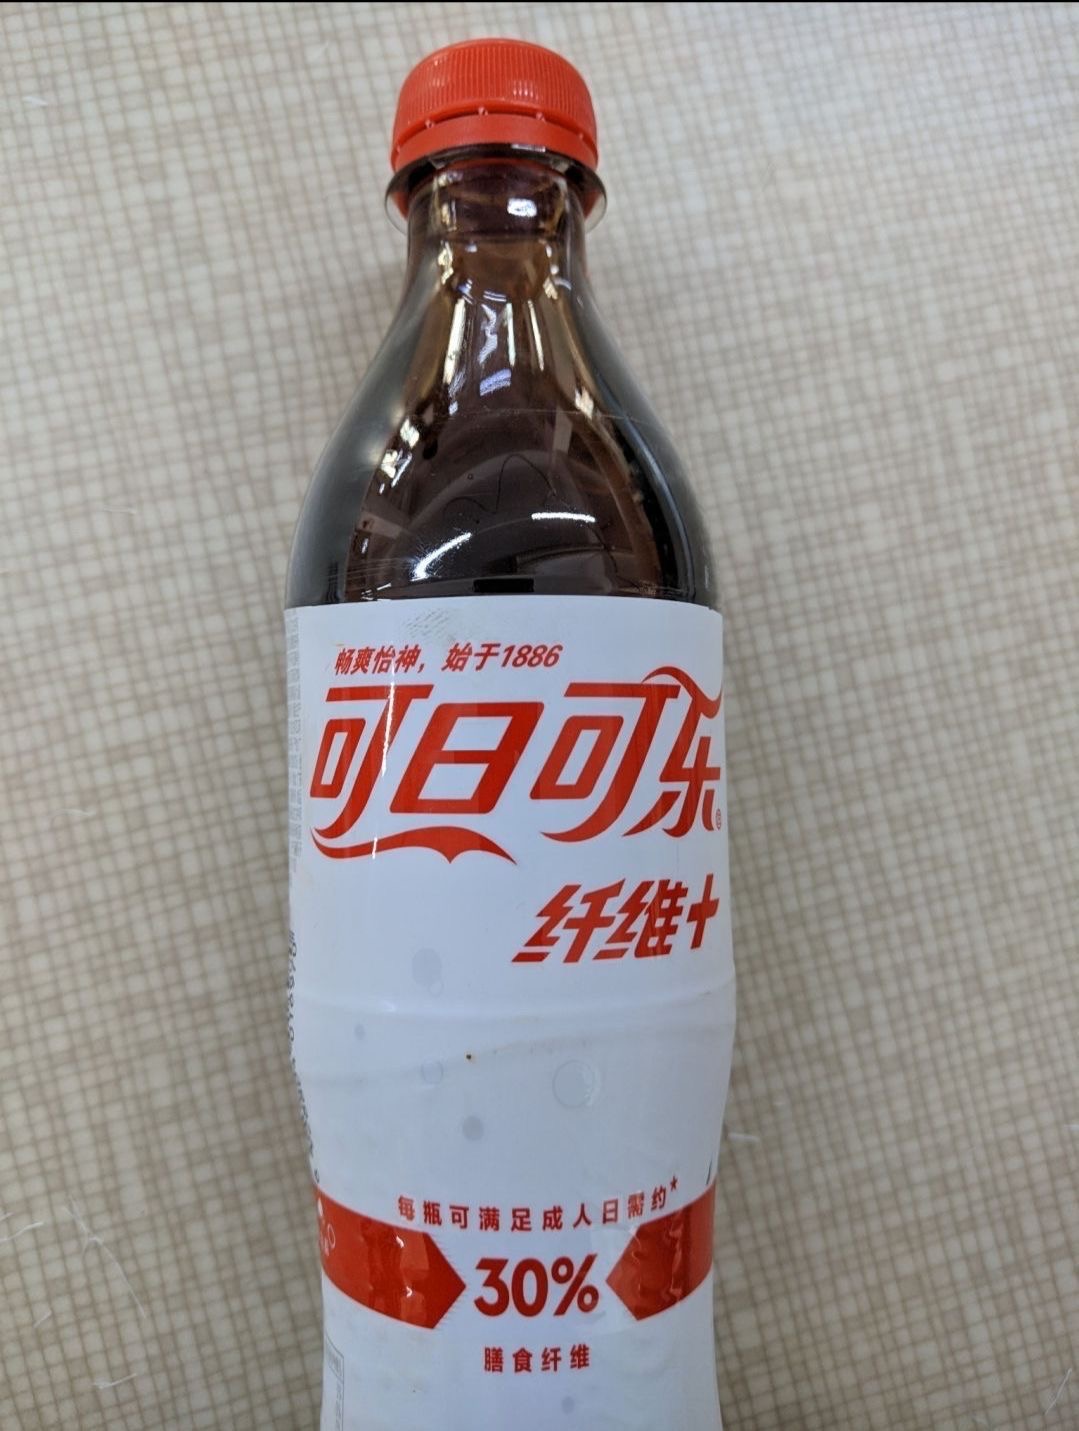 畅爽怡神，始于1886
可口可乐®
纤维+
每瓶可满足成人日需约*
30%
膳食纤维